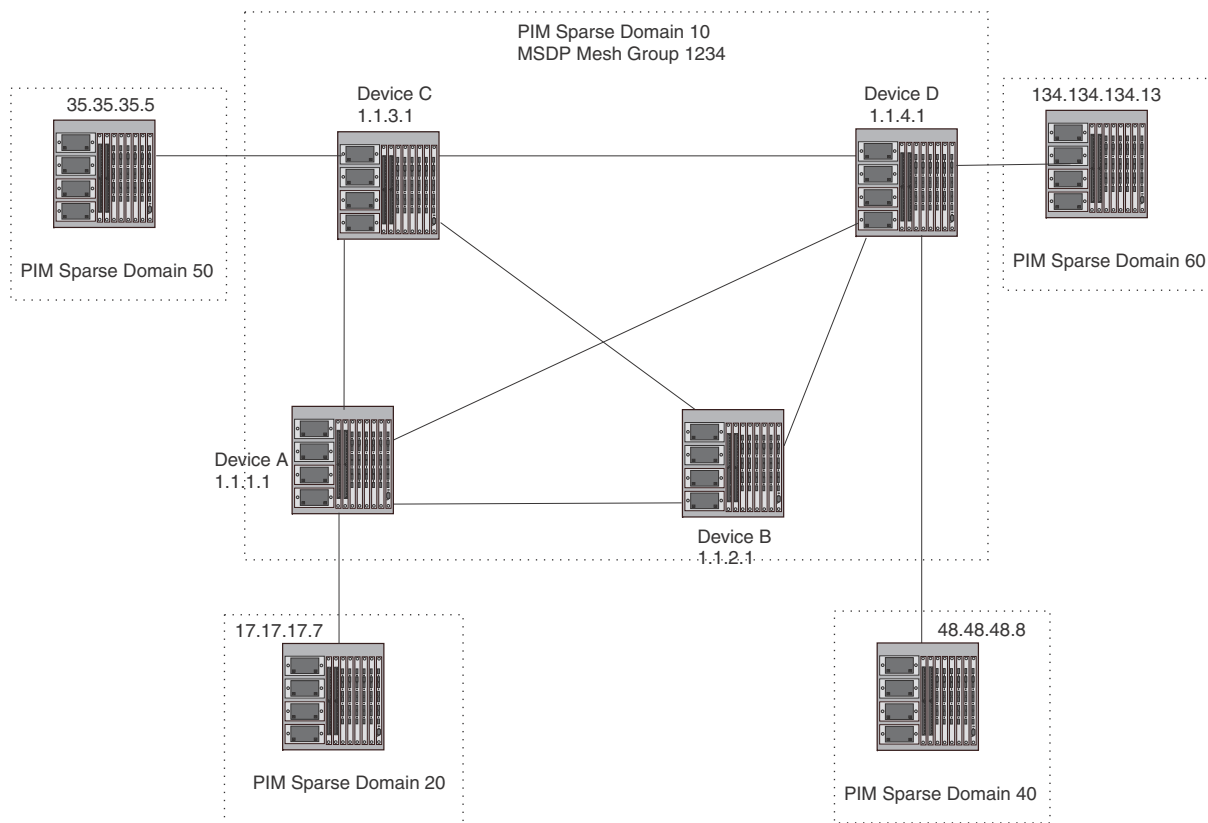 PIM Sparse Domain 10
MSDP Mesh Group 1234
Device C
1.1.3.1
Device D
1.1.4.1
35.35.35.5
134.134.134.13
PIM Sparse Domain 50
PIM Sparse Domain 60
Device A
1.1.1.1
Device B
1.1.2.1
17.17.17.7
48.48.48.8
PIM Sparse Domain 20
PIM Sparse Domain 40